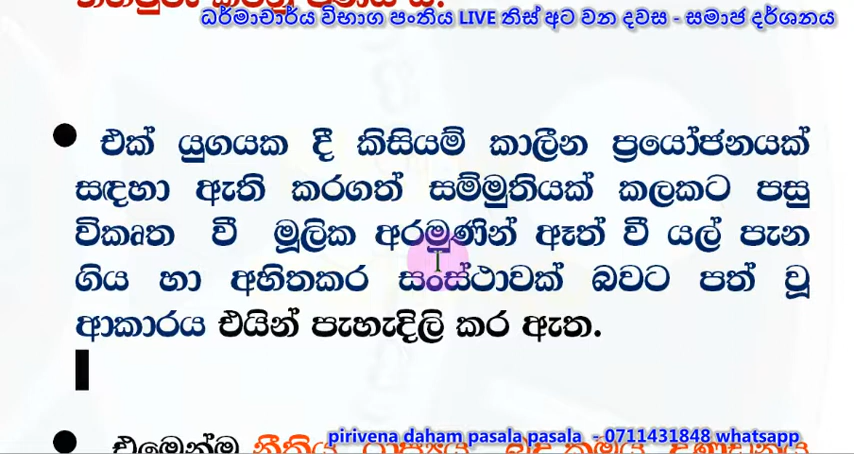 ධර්මාචාර්ය විභාග පංතිය LIVE තිස් අට වන දවස - සමාජ දර්ශනය
● එක් යුගයක දී කිසියම් කාලීන ප්‍රයෝජනයක්
සඳහා ඇති කරගත් සම්මුතියක් කලකට පසු
විකෘත වී මූලික අරමුණින් ඈත් වී යල් පැන
ගිය හා අහිතකර සංස්ථාවක් බවට පත් වූ
ආකාරය එයින් පැහැදිලි කර ඇත.
● එමෙන්ම
pirivena daham pasala pasala - 0711431848 whatsapp